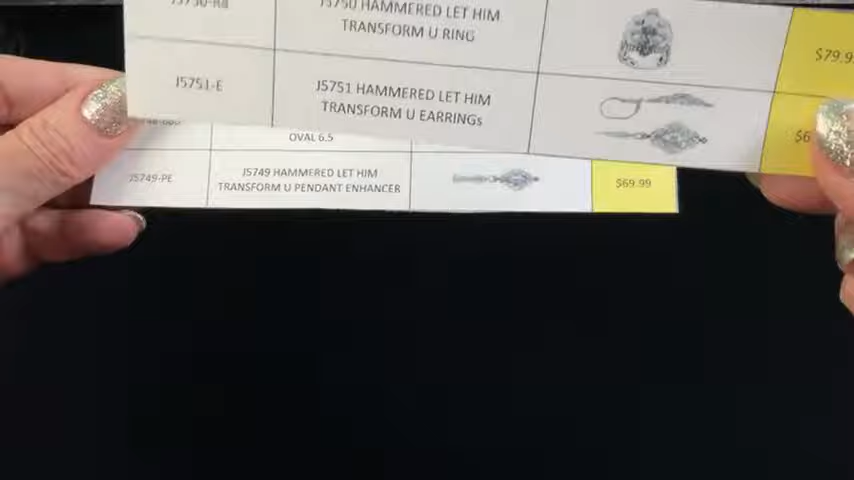 J5750 HAMMERED LET HIM
TRANSFORM U RING
$79.9
J5751-E
J5751 HAMMERED LET HIM
TRANSFORM U EARRINGS
$6
OVAL 6.5
J5749-PE
J5749 HAMMERED LET HIM
TRANSFORM U PENDANT ENHANCER
$69.99